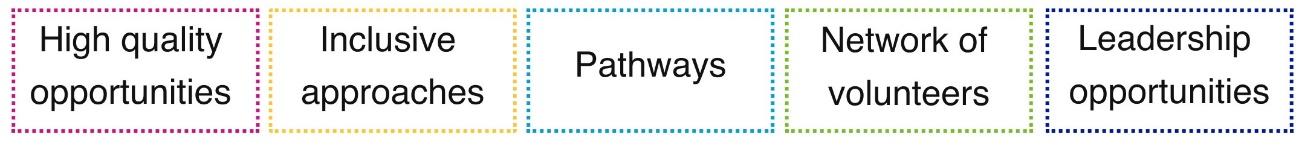 High quality
opportunities
Inclusive
approaches
Pathways
Network of
volunteers
Leadership
opportunities